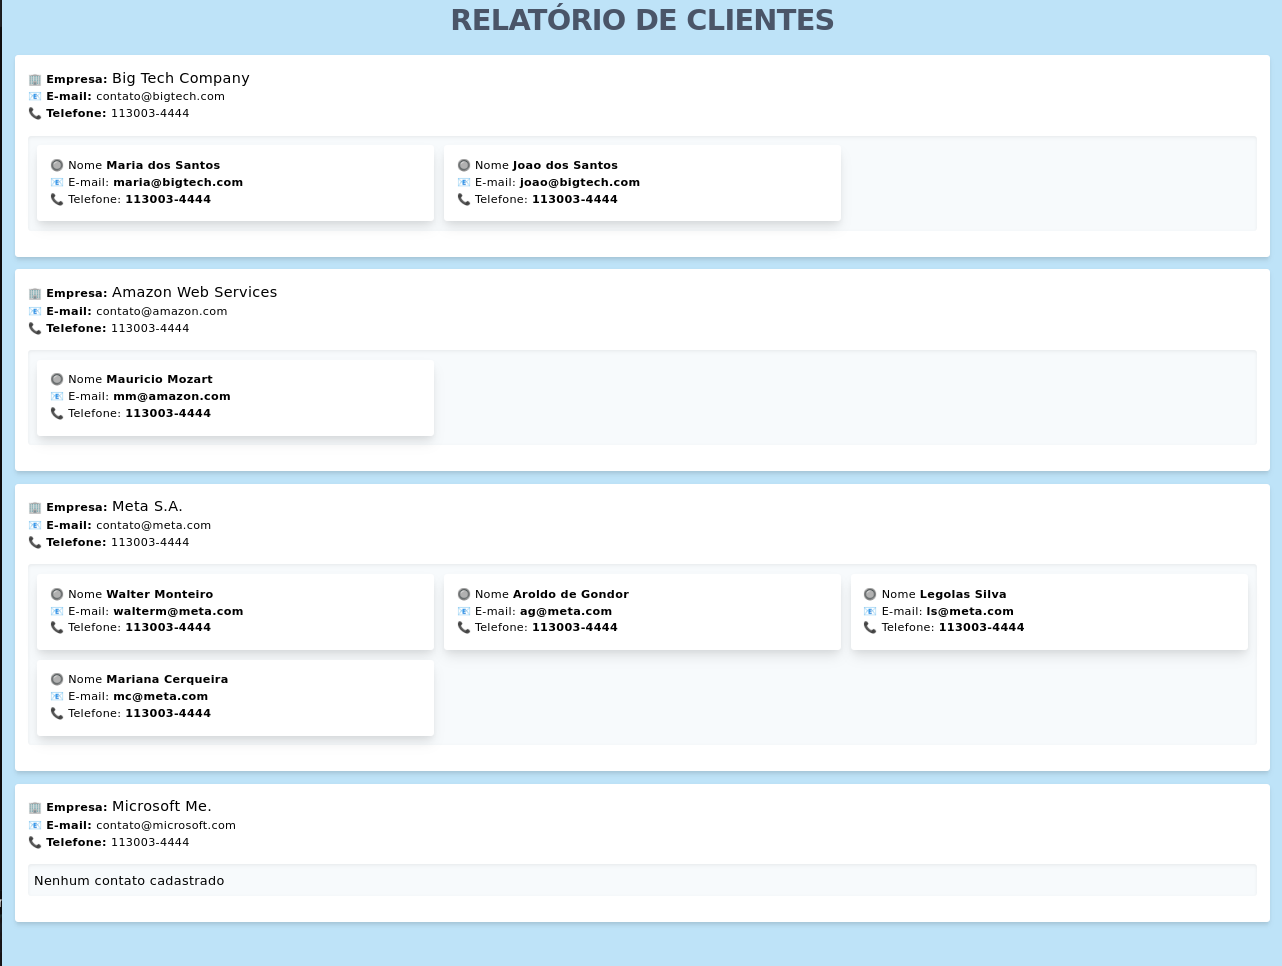 RELATÓRIO DE CLIENTES
Empresa: Big Tech Company
E-mail: contato@bigtech.com
Telefone: 113003-4444
Nome Maria dos Santos
E-mail: maria@bigtech.com
Telefone: 113003-4444
Nome Joao dos Santos
E-mail: joao@bigtech.com
Telefone: 113003-4444
Empresa: Amazon Web Services
E-mail: contato@amazon.com
Telefone: 113003-4444
Nome Mauricio Mozart
E-mail: mm@amazon.com
Telefone: 113003-4444
Empresa: Meta S.A.
E-mail: contato@meta.com
Telefone: 113003-4444
Nome Walter Monteiro
E-mail: walterm@meta.com
Telefone: 113003-4444
Nome Aroldo de Gondor
E-mail: ag@meta.com
Telefone: 113003-4444
Nome Legolas Silva
E-mail: ls@meta.com
Telefone: 113003-4444
Nome Mariana Cerqueira
E-mail: mc@meta.com
Telefone: 113003-4444
Empresa: Microsoft Me.
E-mail: contato@microsoft.com
Telefone: 113003-4444
Nenhum contato cadastrado